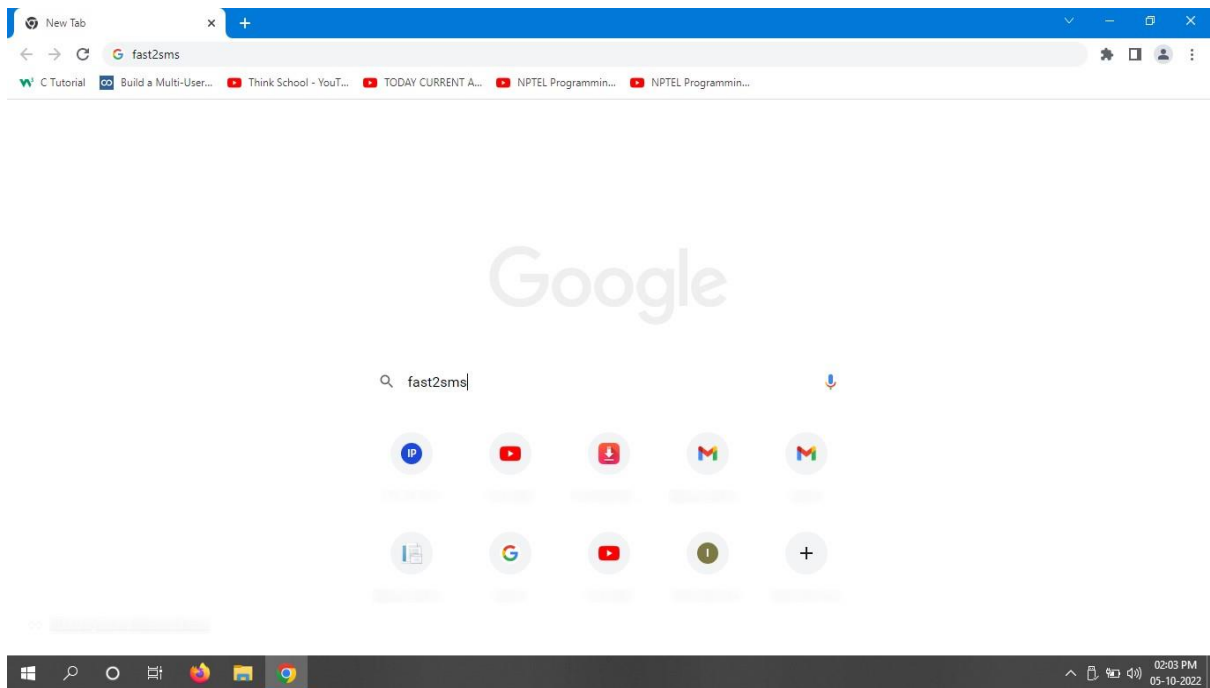 New Tab
fast2sms
C Tutorial Build a Multi-User... Think School - YouT... TODAY CURRENT A... NPTEL Programmin... NPTEL Programmin...
Google
fast2sms
IP
I
02:03 PM
05-10-2022